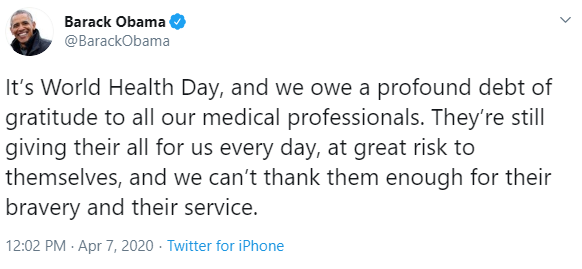 Barack Obama
@BarackObama
It’s World Health Day, and we owe a profound debt of
gratitude to all our medical professionals. They’re still
giving their all for us every day, at great risk to
themselves, and we can’t thank them enough for their
bravery and their service.
12:02 PM · Apr 7, 2020 · Twitter for iPhone